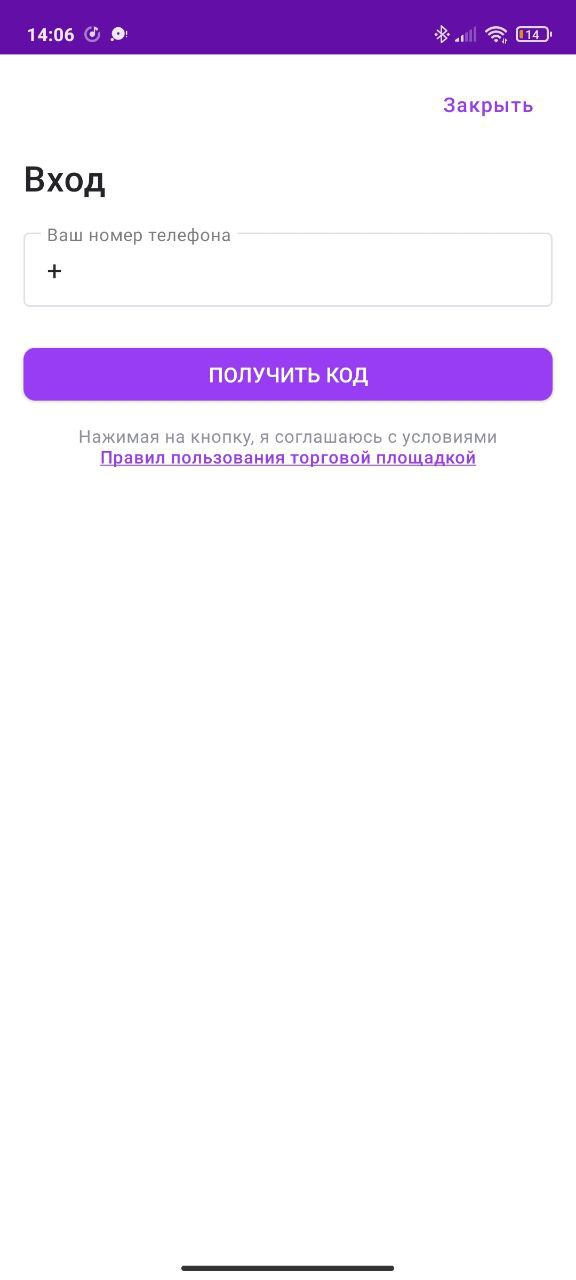 14:06
14
Закрыть
Вход
Ваш номер телефона
+
ПОЛУЧИТЬ КОД
Нажимая на кнопку, я соглашаюсь с условиями
Правил пользования торговой площадкой